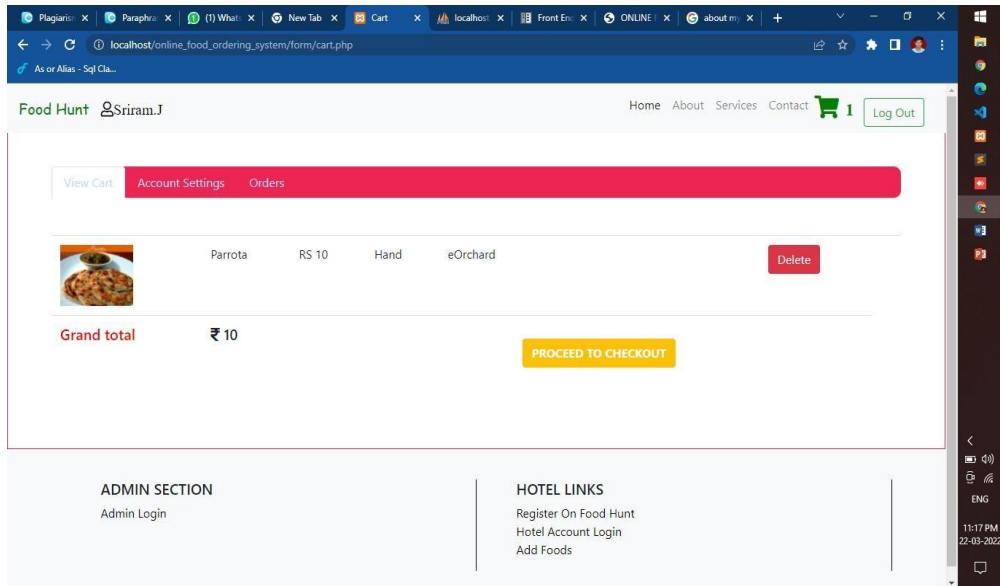 Plagiaris
Paraphra
(1) Whats
New Tab
Cart
localhost
Front End
ONLINE F
about my
localhost/online_food_ordering_system/form/cart.php
As or Alias - Sql Cla...
Food Hunt Sriram.J Home About Services Contact 1 Log Out
View Cart Account Settings Orders
Parrota RS 10 Hand eOrchard Delete
Grand total ₹ 10
PROCEED TO CHECKOUT
ADMIN SECTION
Admin Login
HOTEL LINKS
Register On Food Hunt
Hotel Account Login
Add Foods
ENG
11:17 PM
22-03-2022